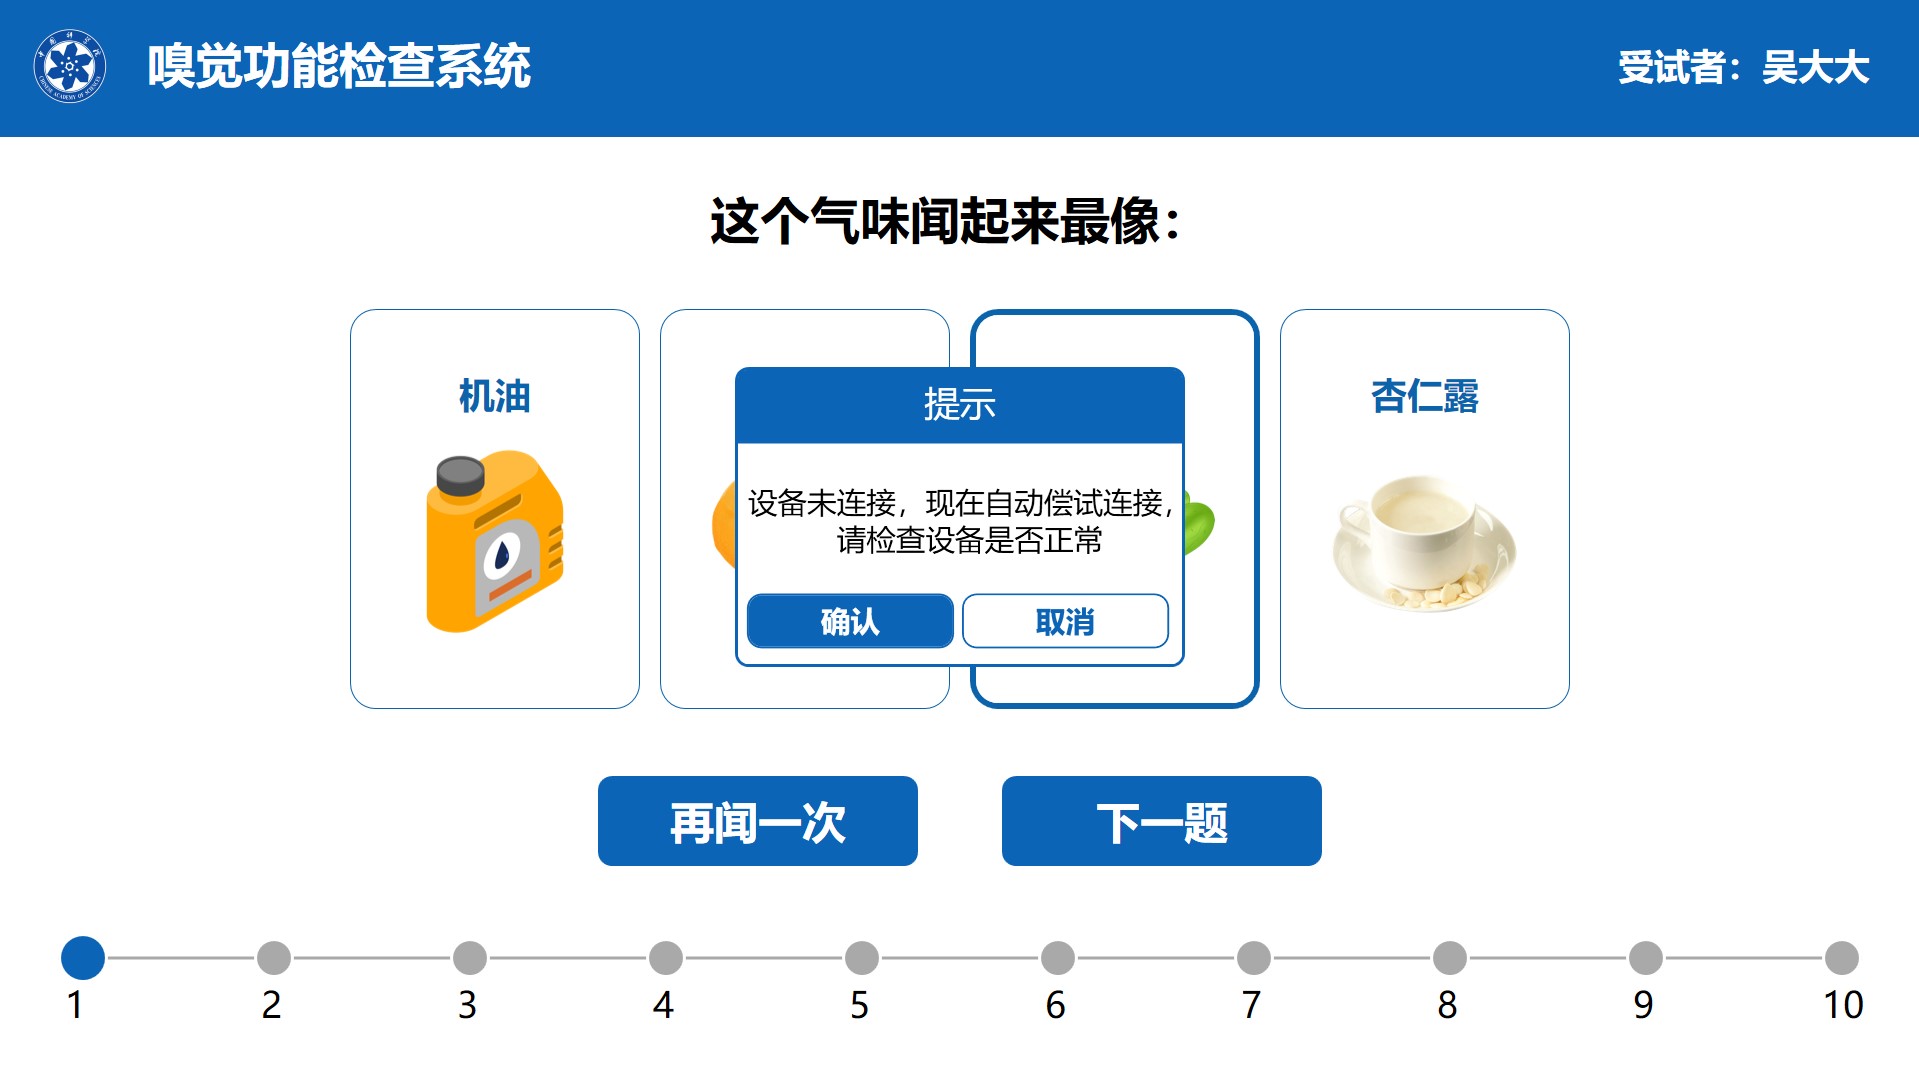 嗅觉功能检查系统
受试者：吴大大
这个气味闻起来最像：
机油
杏仁露
提示
设备未连接，现在自动偿试连接，
请检查设备是否正常
确认
取消
再闻一次
下一题
1 2 3 4 5 6 7 8 9 10